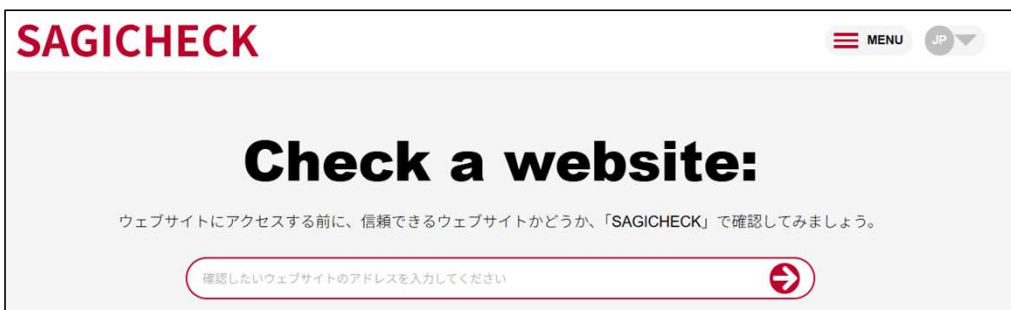 SAGICHECK
MENU
JP
Check a website:
ウェブサイトにアクセスする前に、信頼できるウェブサイトかどうか、「SAGICHECK」で確認してみましょう。
確認したいウェブサイトのアドレスを入力してください